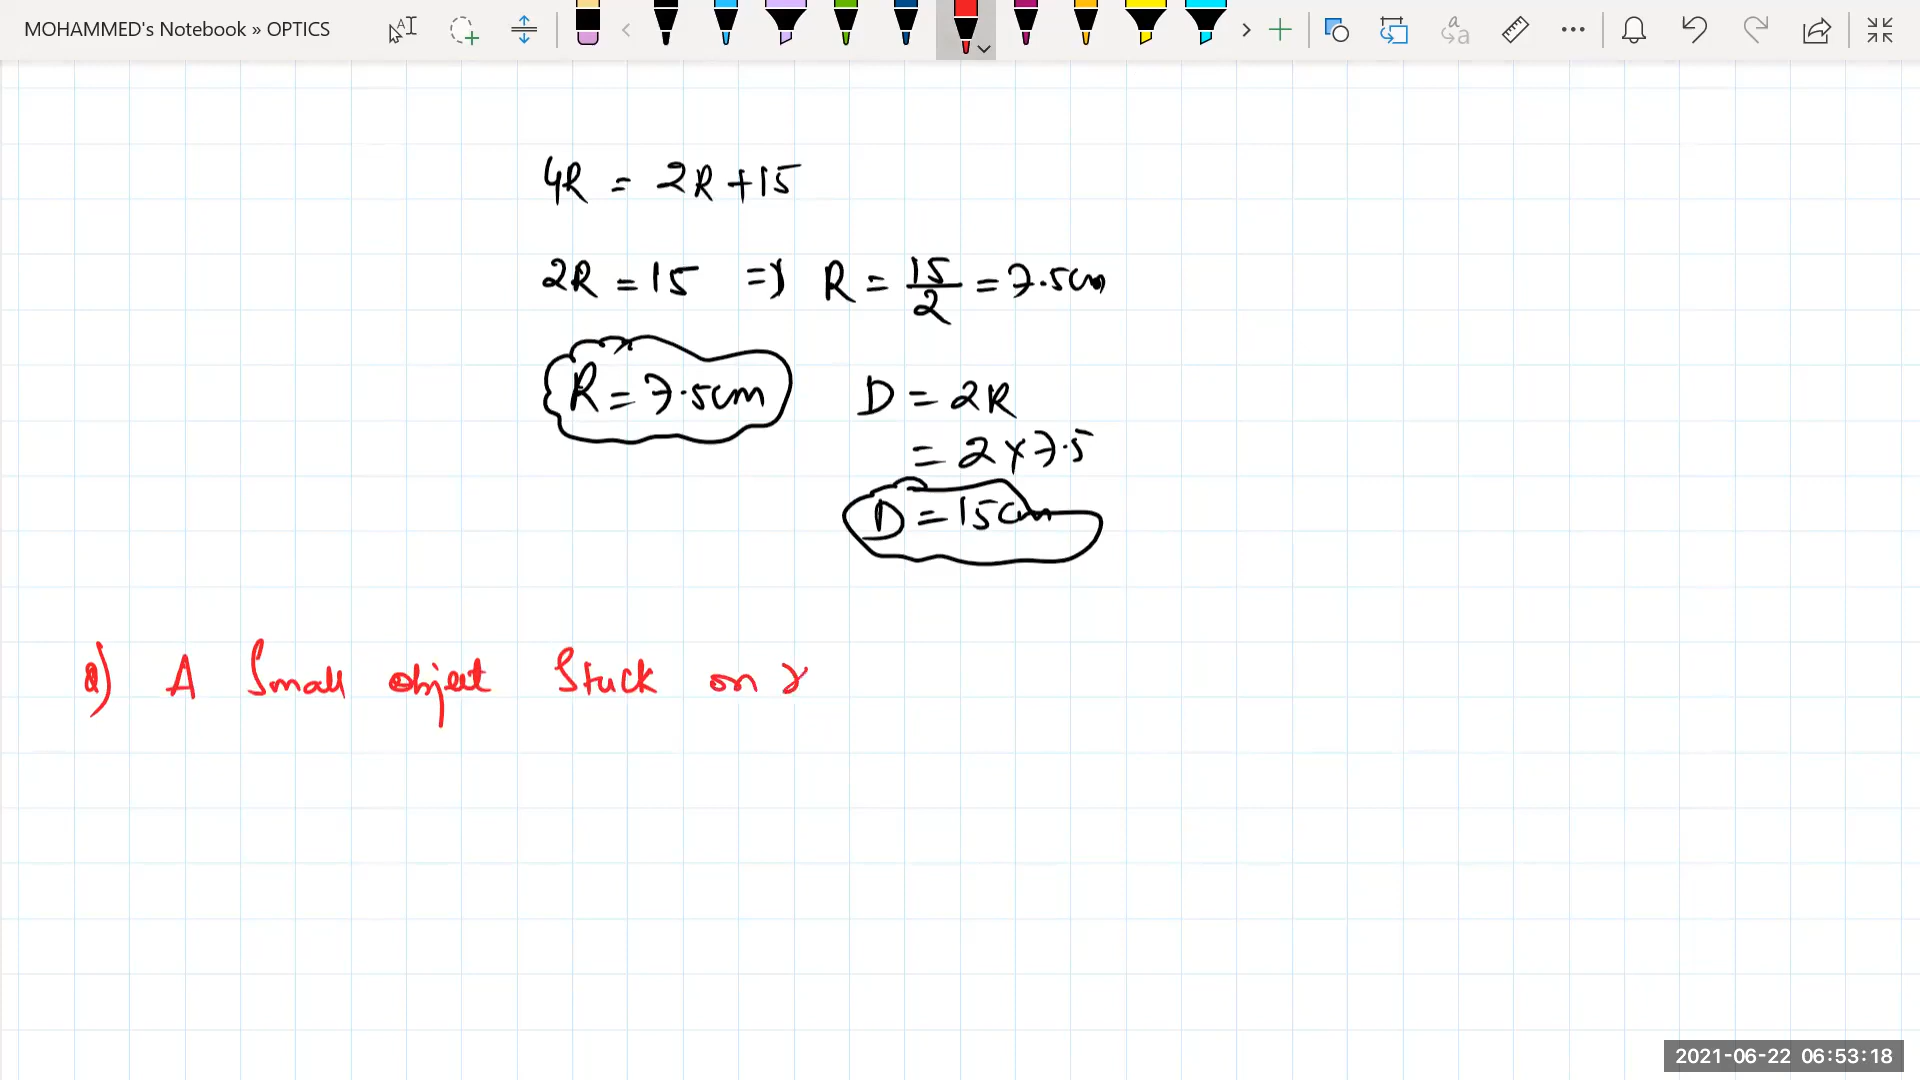 MOHAMMED's Notebook » OPTICS
4R = 2R + 15
2R = 15 => R = 15/2 = 7.5cm
R = 7.5cm
D = 2R
= 2 x 7.5
D = 15cm
Q) A Small object Stuck on
2021-06-22 06:53:18